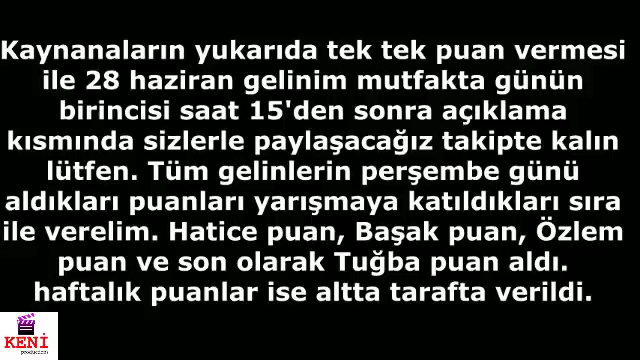 Kaynanaların yukarıda tek tek puan vermesi
ile 28 haziran gelinim mutfakta günün
birincisi saat 15'den sonra açıklama
kısmında sizlerle paylaşacağız takipte kalın
lütfen. Tüm gelinlerin perşembe günü
aldıkları puanları yarışmaya katıldıkları sıra
ile verelim. Hatice puan, Başak puan, Özlem
puan ve son olarak Tuğba puan aldı.
haftalık puanlar ise altta tarafta verildi.
KENİ
production